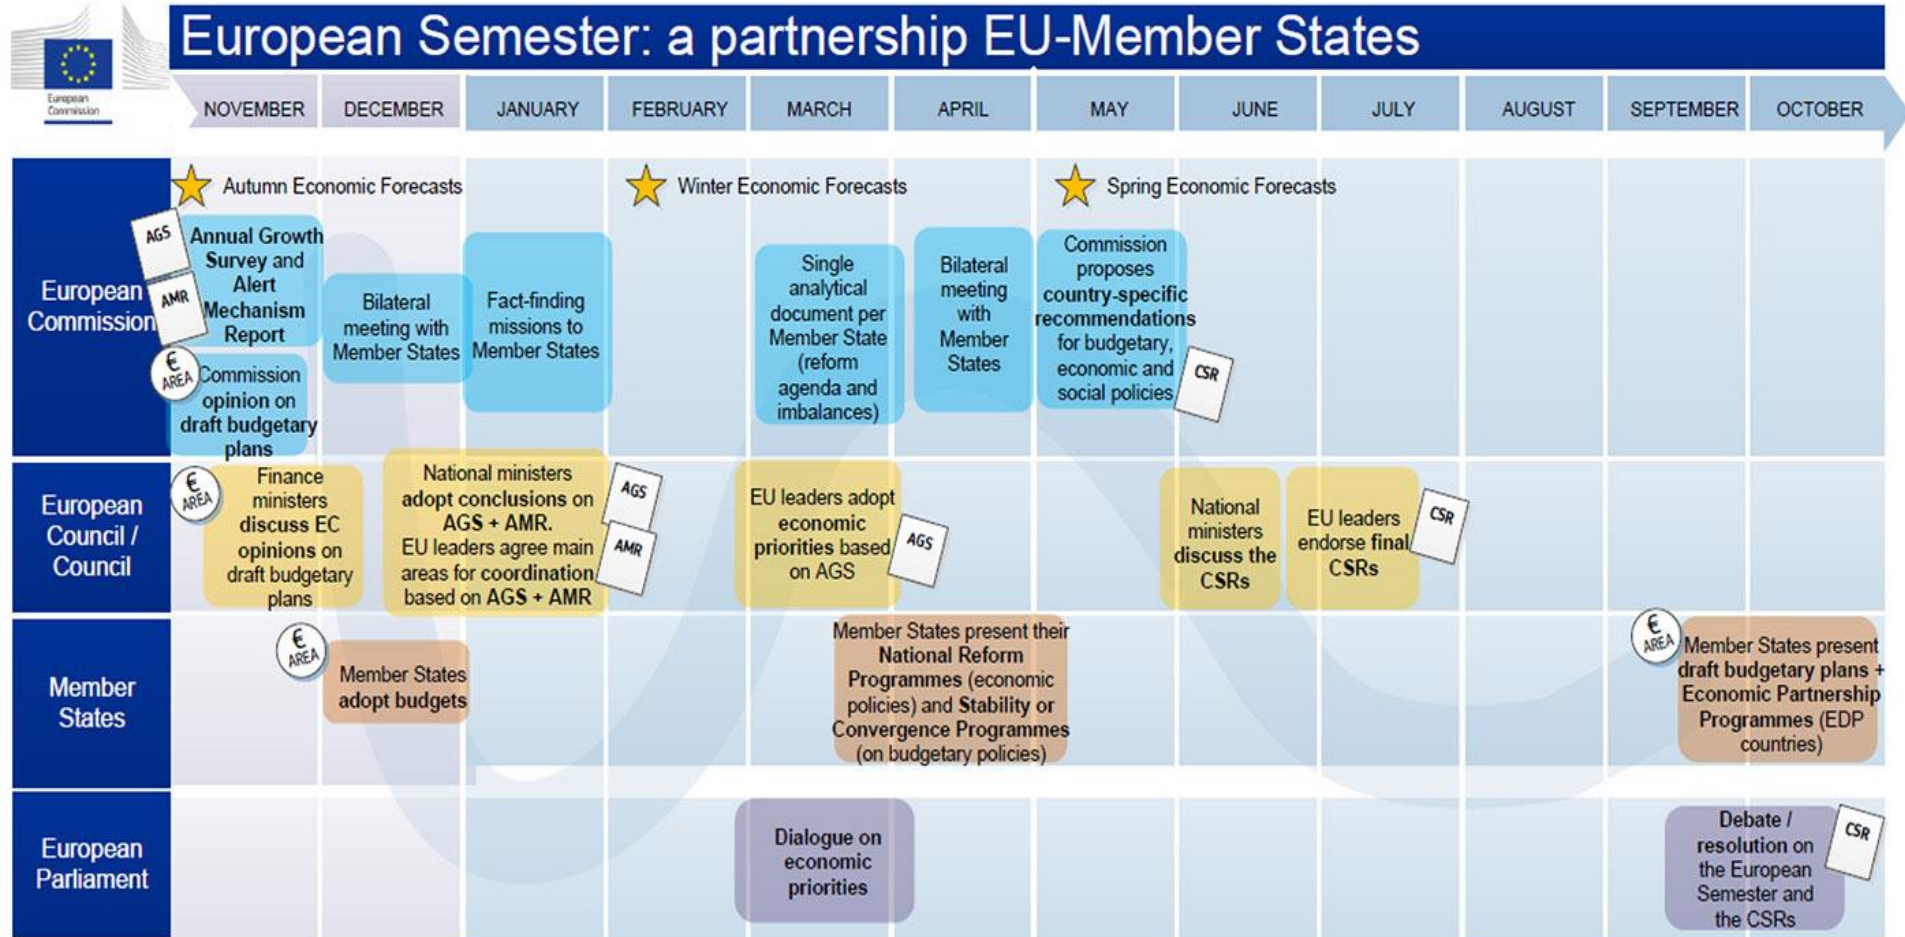 European Semester: a partnership EU-Member States
European
Commission
NOVEMBER
DECEMBER
JANUARY
FEBRUARY
MARCH
APRIL
MAY
JUNE
JULY
AUGUST
SEPTEMBER
OCTOBER
European
Commission
Autumn Economic Forecasts
Winter Economic Forecasts
Spring Economic Forecasts
AGS
AMR
Annual Growth
Survey and
Alert
Mechanism
Report
€
AREA
Commission
opinion on
draft budgetary
plans
Bilateral
meeting with
Member States
Fact-finding
missions to
Member States
Single
analytical
document per
Member State
(reform
agenda and
imbalances)
Bilateral
meeting
with
Member
States
Commission
proposes
country-specific
recommendations
for budgetary,
economic and
social policies
CSR
European
Council /
Council
€
AREA
Finance
ministers
discuss EC
opinions on
draft budgetary
plans
National ministers
adopt conclusions on
AGS + AMR.
EU leaders agree main
areas for coordination
based on AGS + AMR
AGS
AMR
EU leaders adopt
economic
priorities based
on AGS
AGS
National
ministers
discuss the
CSRs
EU leaders
endorse final
CSRs
CSR
Member
States
€
AREA
Member States
adopt budgets
Member States present their
National Reform
Programmes (economic
policies) and Stability or
Convergence Programmes
(on budgetary policies)
€
AREA
Member States present
draft budgetary plans +
Economic Partnership
Programmes (EDP
countries)
European
Parliament
Dialogue on
economic
priorities
Debate /
resolution on
the European
Semester and
the CSRs
CSR